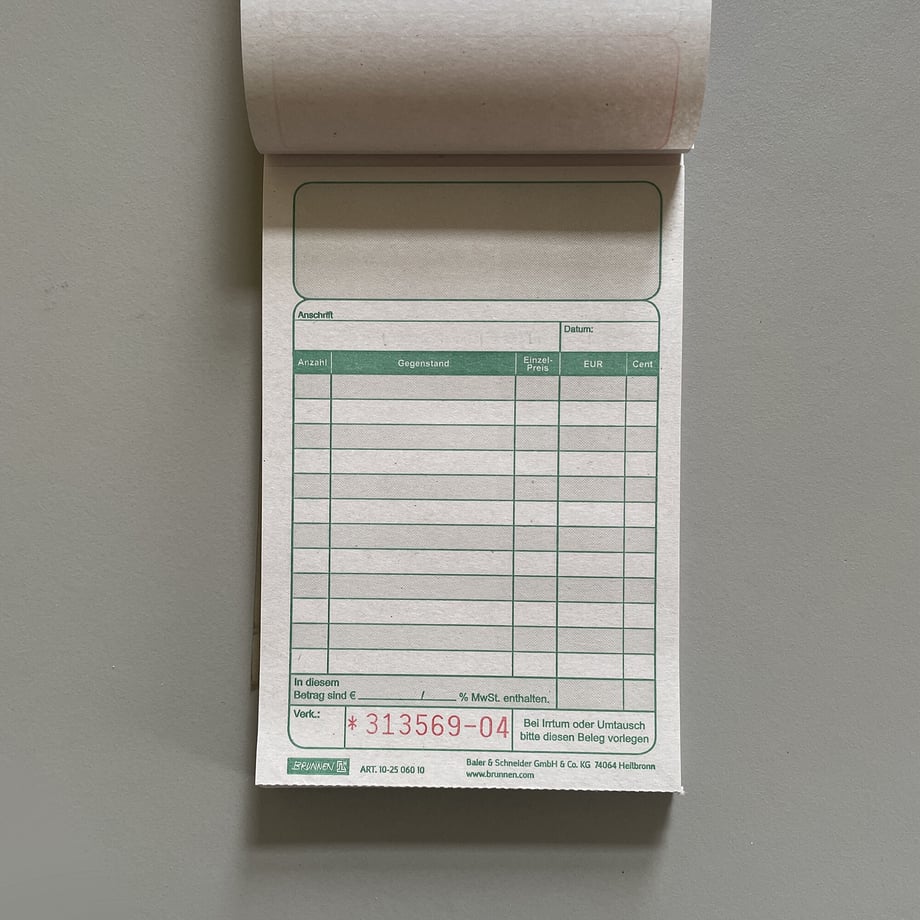 Anschrift
Datum:
Anzahl Gegenstand Einzel-Preis EUR Cent
In diesem
Betrag sind € ________ / ______ % MwSt. enthalten.
Verk.: *313569-04 Bei Irrtum oder Umtausch
bitte diesen Beleg vorlegen
BRUNNEN ART. 10-25 060 10 Baier & Schneider GmbH & Co. KG 74064 Heilbronn
www.brunnen.com